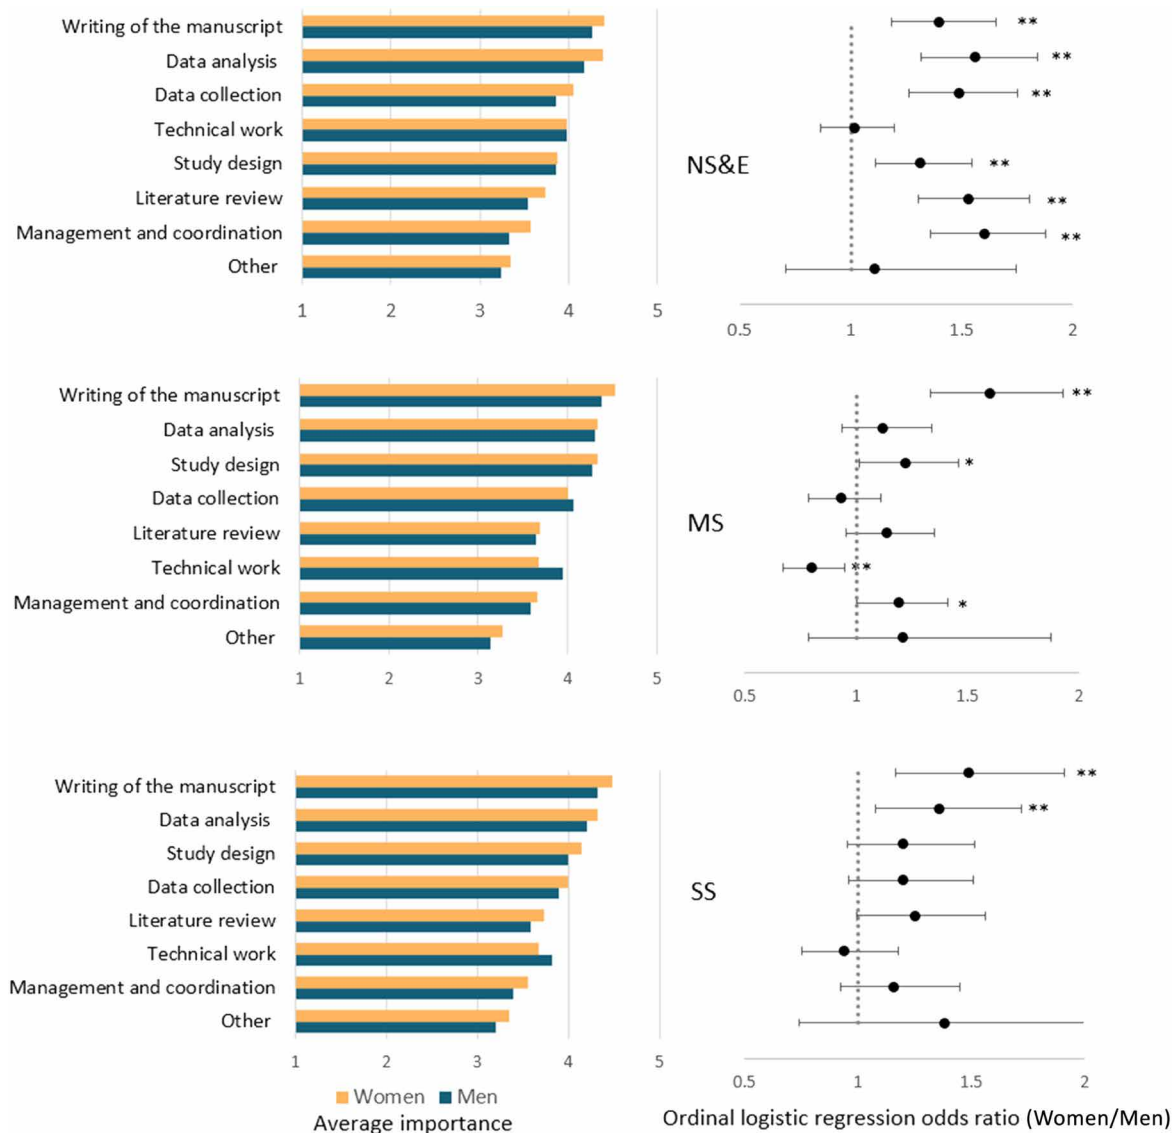 Writing of the manuscript **
Data analysis **
Data collection **
Technical work
Study design **
NS&E
Literature review **
Management and coordination **
Other
1 2 3 4 5 0.5 1 1.5 2
Writing of the manuscript **
Data analysis
Study design *
Data collection
MS
Literature review
Technical work **
Management and coordination *
Other
1 2 3 4 5 0.5 1 1.5 2
Writing of the manuscript **
Data analysis **
Study design
Data collection
SS
Literature review
Technical work
Management and coordination
Other
1 2 3 4 5 0.5 1 1.5 2
Women Men
Average importance
Ordinal logistic regression odds ratio (Women/Men)